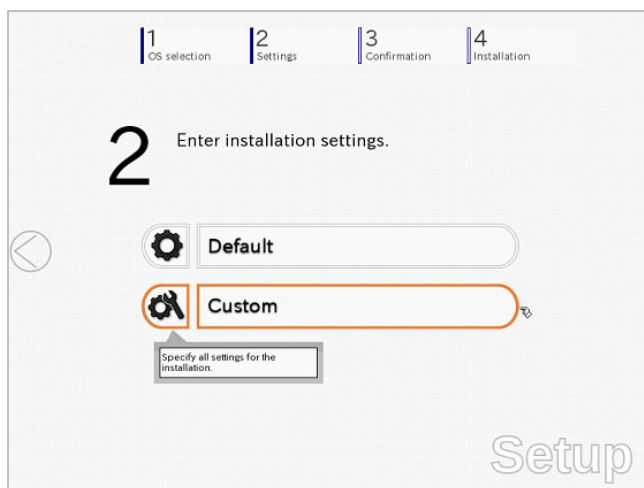 1
OS selection
2
Settings
3
Confirmation
4
Installation
2
Enter installation settings.
Default
Custom
Specify all settings for the
installation.
Setup